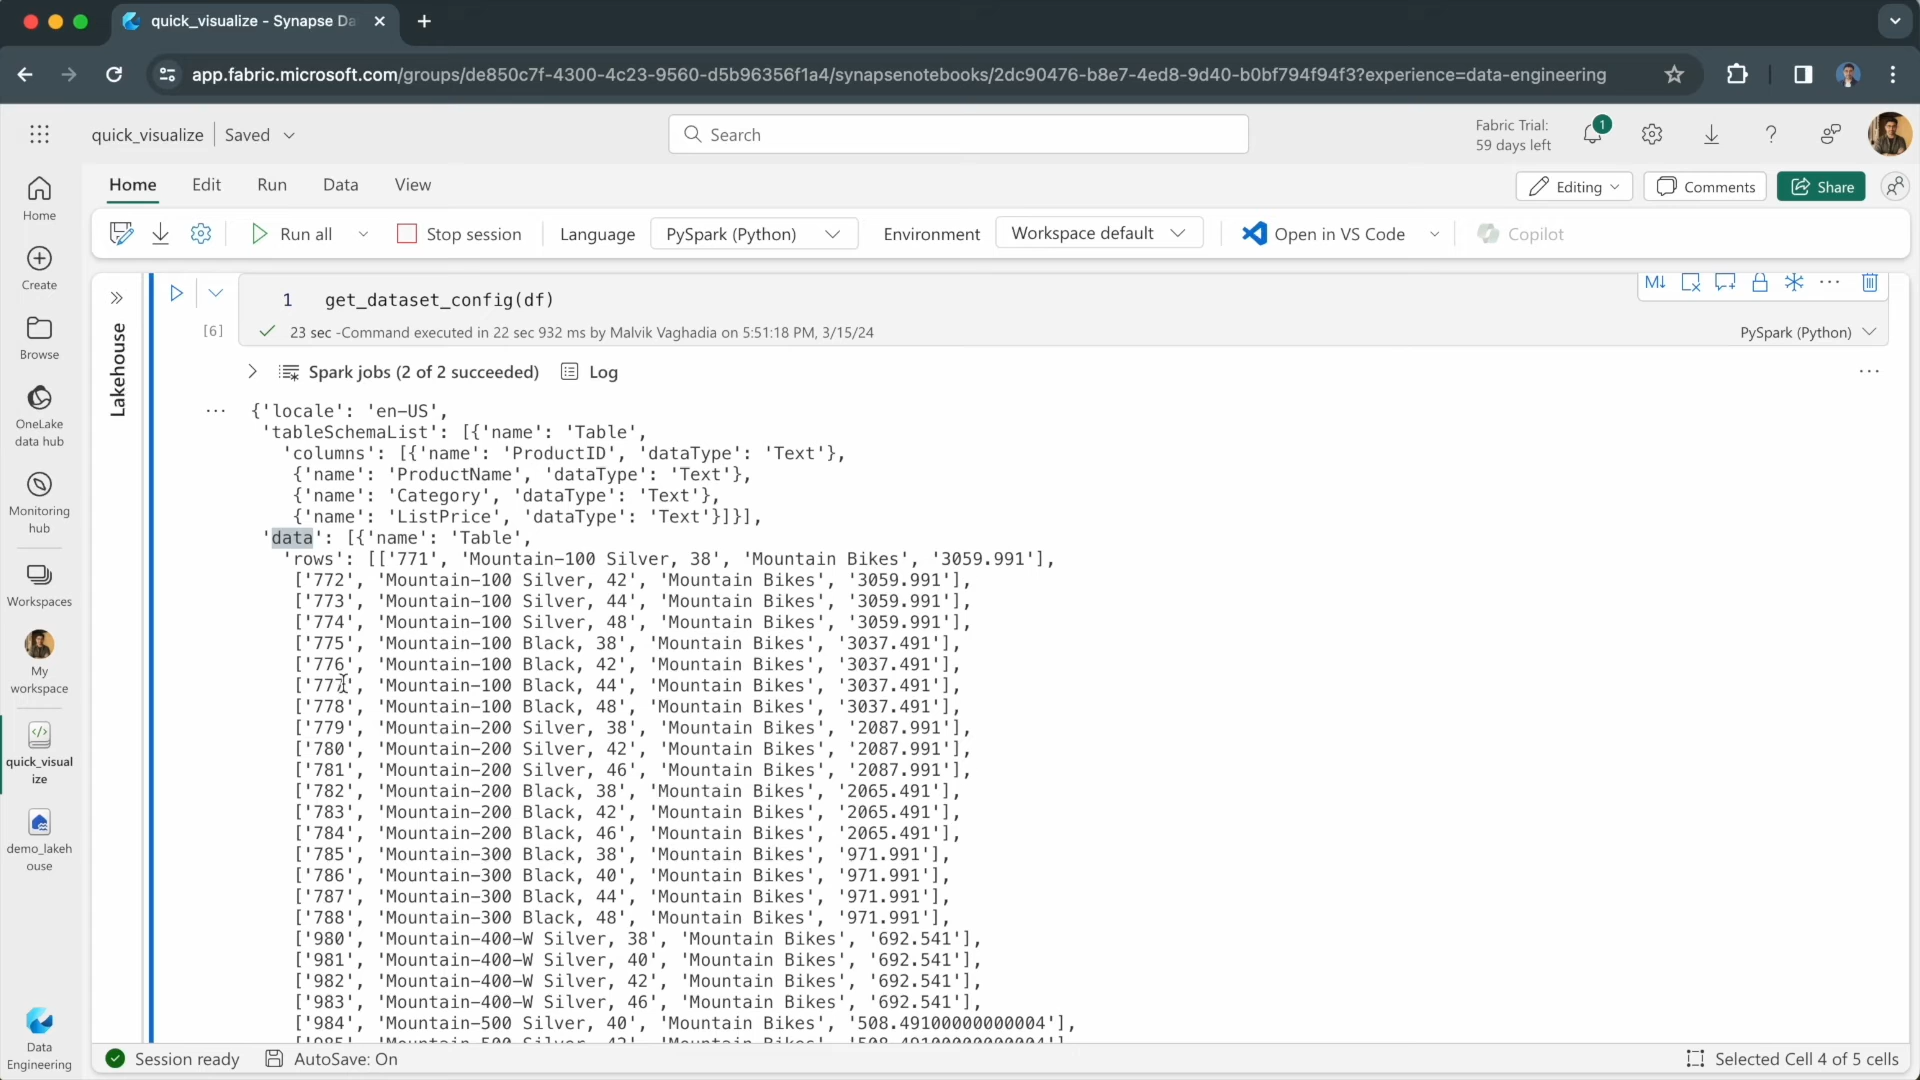 quick_visualize - Synapse Da
app.fabric.microsoft.com/groups/de850c7f-4300-4c23-9560-d5b96356f1a4/synapsenotebooks/2dc90476-b8e7-4ed8-9d40-b0bf794f94f3?experience=data-engineering
quick_visualize
Saved
Search
Fabric Trial:
59 days left
1
?
Home
Edit
Run
Data
View
Editing
Comments
Share
Run all
Stop session
Language
PySpark (Python)
Environment
Workspace default
Open in VS Code
Copilot
Home
Create
Browse
OneLake
data hub
Monitoring
hub
Workspaces
My
workspace
quick_visual
ize
demo_lakeh
ouse
Data
Engineering
Lakehouse
1 get_dataset_config(df)
M↓
[6]
23 sec -Command executed in 22 sec 932 ms by Malvik Vaghadia on 5:51:18 PM, 3/15/24
PySpark (Python)
Spark jobs (2 of 2 succeeded)
Log
{'locale': 'en-US',
'tableSchemaList': [{'name': 'Table',
'columns': [{'name': 'ProductID', 'dataType': 'Text'},
{'name': 'ProductName', 'dataType': 'Text'},
{'name': 'Category', 'dataType': 'Text'},
{'name': 'ListPrice', 'dataType': 'Text'}]}],
'data': [{'name': 'Table',
'rows': [['771', 'Mountain-100 Silver, 38', 'Mountain Bikes', '3059.991'],
['772', 'Mountain-100 Silver, 42', 'Mountain Bikes', '3059.991'],
['773', 'Mountain-100 Silver, 44', 'Mountain Bikes', '3059.991'],
['774', 'Mountain-100 Silver, 48', 'Mountain Bikes', '3059.991'],
['775', 'Mountain-100 Black, 38', 'Mountain Bikes', '3037.491'],
['776', 'Mountain-100 Black, 42', 'Mountain Bikes', '3037.491'],
['777', 'Mountain-100 Black, 44', 'Mountain Bikes', '3037.491'],
['778', 'Mountain-100 Black, 48', 'Mountain Bikes', '3037.491'],
['779', 'Mountain-200 Silver, 38', 'Mountain Bikes', '2087.991'],
['780', 'Mountain-200 Silver, 42', 'Mountain Bikes', '2087.991'],
['781', 'Mountain-200 Silver, 46', 'Mountain Bikes', '2087.991'],
['782', 'Mountain-200 Black, 38', 'Mountain Bikes', '2065.491'],
['783', 'Mountain-200 Black, 42', 'Mountain Bikes', '2065.491'],
['784', 'Mountain-200 Black, 46', 'Mountain Bikes', '2065.491'],
['785', 'Mountain-300 Black, 38', 'Mountain Bikes', '971.991'],
['786', 'Mountain-300 Black, 40', 'Mountain Bikes', '971.991'],
['787', 'Mountain-300 Black, 44', 'Mountain Bikes', '971.991'],
['788', 'Mountain-300 Black, 48', 'Mountain Bikes', '971.991'],
['980', 'Mountain-400-W Silver, 38', 'Mountain Bikes', '692.541'],
['981', 'Mountain-400-W Silver, 40', 'Mountain Bikes', '692.541'],
['982', 'Mountain-400-W Silver, 42', 'Mountain Bikes', '692.541'],
['983', 'Mountain-400-W Silver, 46', 'Mountain Bikes', '692.541'],
['984', 'Mountain-500 Silver, 40', 'Mountain Bikes', '508.49100000000004'],
['985', 'Mountain-500 Silver, 42', 'Mountain Bikes', '508.49100000000004'],
Session ready
AutoSave: On
Selected Cell 4 of 5 cells